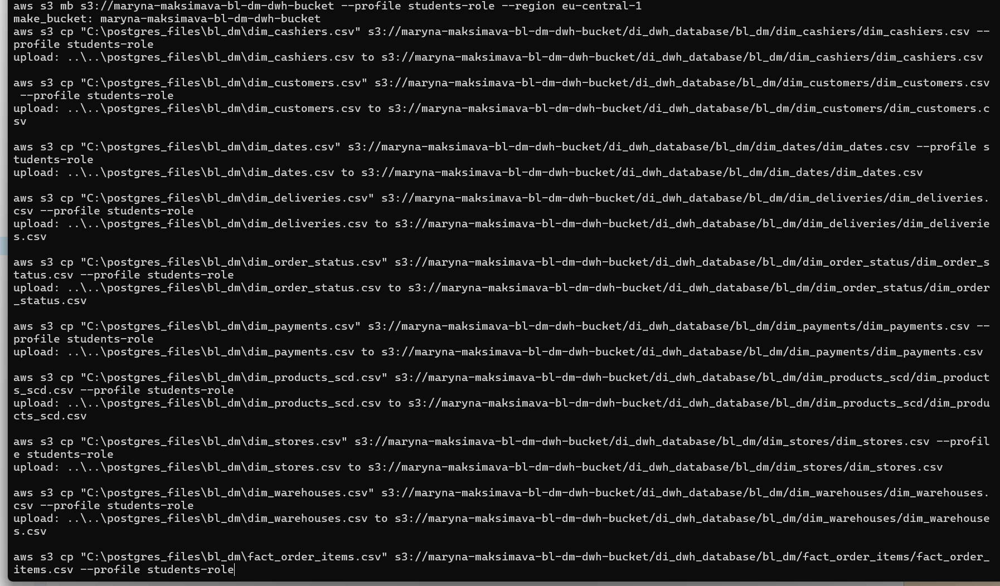 aws s3 mb s3://maryna-maksimava-bl-dm-dwh-bucket --profile students-role --region eu-central-1
make_bucket: maryna-maksimava-bl-dm-dwh-bucket
aws s3 cp "C:\postgres_files\bl_dm\dim_cashiers.csv" s3://maryna-maksimava-bl-dm-dwh-bucket/di_dwh_database/bl_dm/dim_cashiers/dim_cashiers.csv --
profile students-role
upload: ..\..\postgres_files\bl_dm\dim_cashiers.csv to s3://maryna-maksimava-bl-dm-dwh-bucket/di_dwh_database/bl_dm/dim_cashiers/dim_cashiers.csv
aws s3 cp "C:\postgres_files\bl_dm\dim_customers.csv" s3://maryna-maksimava-bl-dm-dwh-bucket/di_dwh_database/bl_dm/dim_customers/dim_customers.csv
 --profile students-role
upload: ..\..\postgres_files\bl_dm\dim_customers.csv to s3://maryna-maksimava-bl-dm-dwh-bucket/di_dwh_database/bl_dm/dim_customers/dim_customers.c
sv
aws s3 cp "C:\postgres_files\bl_dm\dim_dates.csv" s3://maryna-maksimava-bl-dm-dwh-bucket/di_dwh_database/bl_dm/dim_dates/dim_dates.csv --profile s
tudents-role
upload: ..\..\postgres_files\bl_dm\dim_dates.csv to s3://maryna-maksimava-bl-dm-dwh-bucket/di_dwh_database/bl_dm/dim_dates/dim_dates.csv
aws s3 cp "C:\postgres_files\bl_dm\dim_deliveries.csv" s3://maryna-maksimava-bl-dm-dwh-bucket/di_dwh_database/bl_dm/dim_deliveries/dim_deliveries.
csv --profile students-role
upload: ..\..\postgres_files\bl_dm\dim_deliveries.csv to s3://maryna-maksimava-bl-dm-dwh-bucket/di_dwh_database/bl_dm/dim_deliveries/dim_deliverie
s.csv
aws s3 cp "C:\postgres_files\bl_dm\dim_order_status.csv" s3://maryna-maksimava-bl-dm-dwh-bucket/di_dwh_database/bl_dm/dim_order_status/dim_order_s
tatus.csv --profile students-role
upload: ..\..\postgres_files\bl_dm\dim_order_status.csv to s3://maryna-maksimava-bl-dm-dwh-bucket/di_dwh_database/bl_dm/dim_order_status/dim_order
_status.csv
aws s3 cp "C:\postgres_files\bl_dm\dim_payments.csv" s3://maryna-maksimava-bl-dm-dwh-bucket/di_dwh_database/bl_dm/dim_payments/dim_payments.csv --
profile students-role
upload: ..\..\postgres_files\bl_dm\dim_payments.csv to s3://maryna-maksimava-bl-dm-dwh-bucket/di_dwh_database/bl_dm/dim_payments/dim_payments.csv
aws s3 cp "C:\postgres_files\bl_dm\dim_products_scd.csv" s3://maryna-maksimava-bl-dm-dwh-bucket/di_dwh_database/bl_dm/dim_products_scd/dim_product
s_scd.csv --profile students-role
upload: ..\..\postgres_files\bl_dm\dim_products_scd.csv to s3://maryna-maksimava-bl-dm-dwh-bucket/di_dwh_database/bl_dm/dim_products_scd/dim_produ
cts_scd.csv
aws s3 cp "C:\postgres_files\bl_dm\dim_stores.csv" s3://maryna-maksimava-bl-dm-dwh-bucket/di_dwh_database/bl_dm/dim_stores/dim_stores.csv --profil
e students-role
upload: ..\..\postgres_files\bl_dm\dim_stores.csv to s3://maryna-maksimava-bl-dm-dwh-bucket/di_dwh_database/bl_dm/dim_stores/dim_stores.csv
aws s3 cp "C:\postgres_files\bl_dm\dim_warehouses.csv" s3://maryna-maksimava-bl-dm-dwh-bucket/di_dwh_database/bl_dm/dim_warehouses/dim_warehouses.
csv --profile students-role
upload: ..\..\postgres_files\bl_dm\dim_warehouses.csv to s3://maryna-maksimava-bl-dm-dwh-bucket/di_dwh_database/bl_dm/dim_warehouses/dim_warehouse
s.csv
aws s3 cp "C:\postgres_files\bl_dm\fact_order_items.csv" s3://maryna-maksimava-bl-dm-dwh-bucket/di_dwh_database/bl_dm/fact_order_items/fact_order_
items.csv --profile students-role